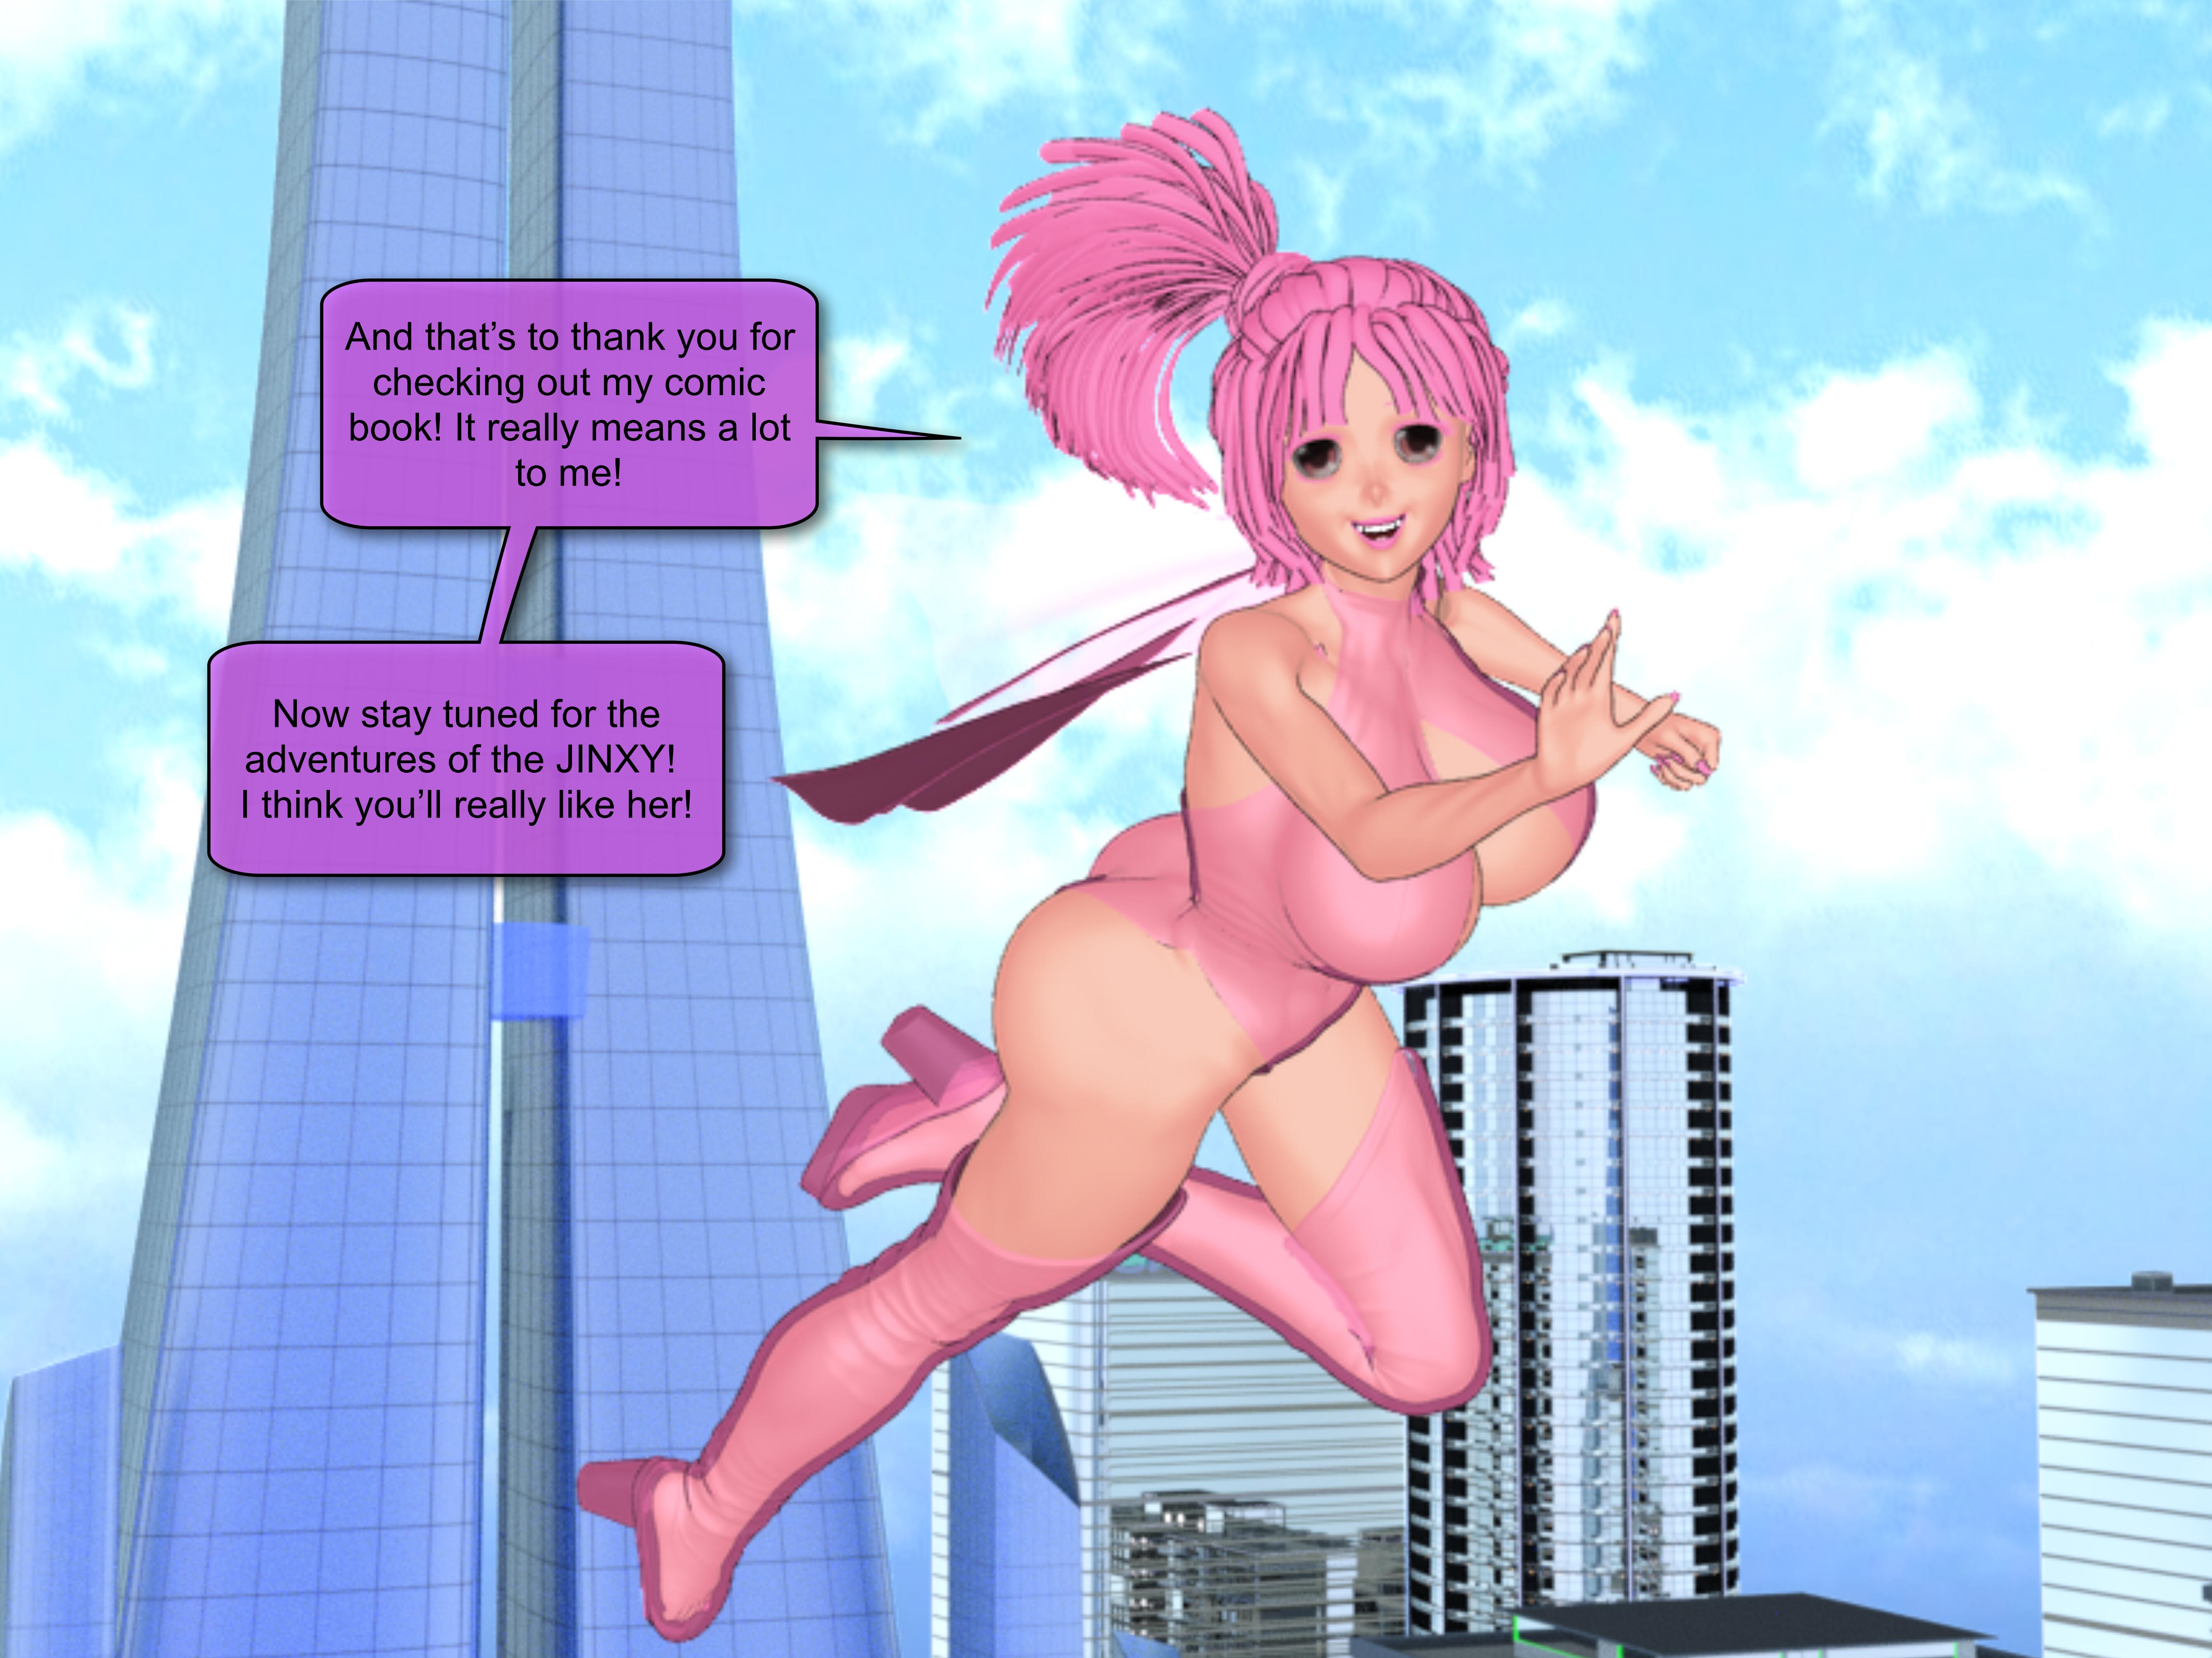 And that’s to thank you for
checking out my comic
book! It really means a lot
to me!
Now stay tuned for the
adventures of the JINXY!
I think you’ll really like her!